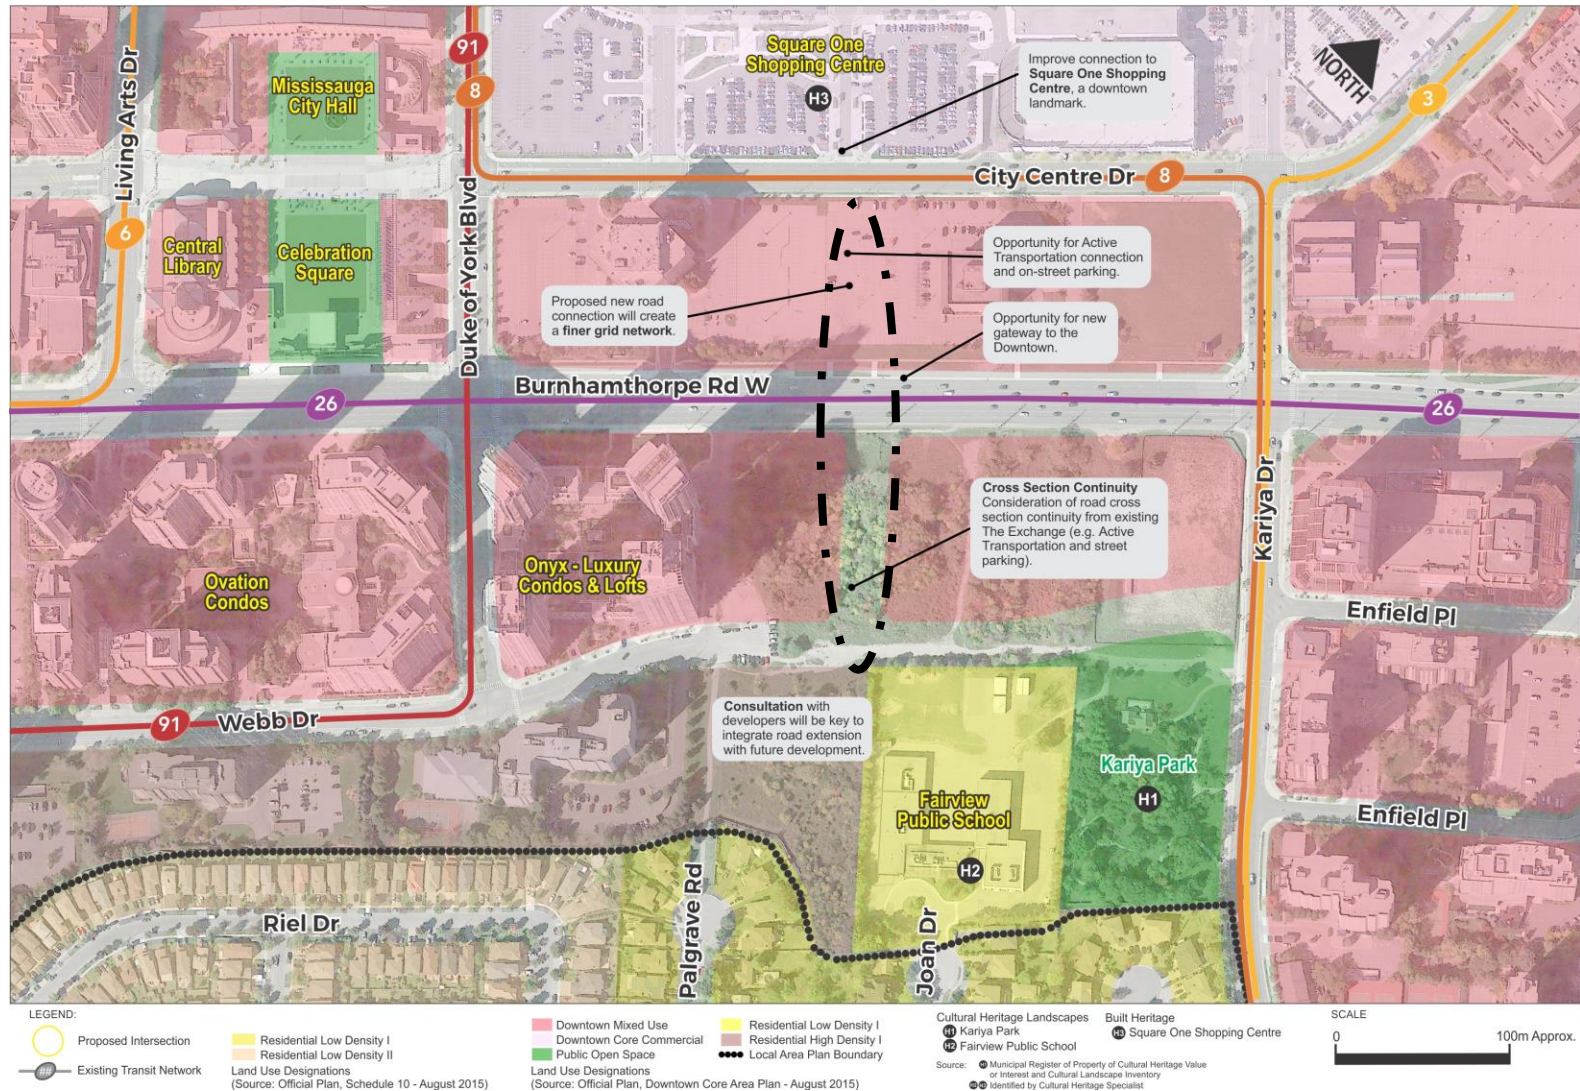 Living Arts Dr
Mississauga
City Hall
91
8
Square One
Shopping Centre
H3
Improve connection to
Square One Shopping
Centre, a downtown
landmark.
NORTH
3
City Centre Dr
8
6
Central
Library
Celebration
Square
Duke of York Blvd
Opportunity for Active
Transportation connection
and on-street parking.
Proposed new road
connection will create
a finer grid network.
Opportunity for new
gateway to the
Downtown.
Burnhamthorpe Rd W
26
26
Kariya Dr
Cross Section Continuity
Consideration of road cross
section continuity from existing
The Exchange (e.g. Active
Transportation and street
parking).
Ovation
Condos
Onyx - Luxury
Condos & Lofts
Enfield Pl
91
Webb Dr
Consultation with
developers will be key to
integrate road extension
with future development.
Kariya Park
H1
Fairview
Public School
H2
Enfield Pl
Riel Dr
Palgrave Rd
Joan Dr
LEGEND:
Proposed Intersection
## Existing Transit Network
Residential Low Density I
Residential Low Density II
Land Use Designations
(Source: Official Plan, Schedule 10 - August 2015)
Downtown Mixed Use
Downtown Core Commercial
Public Open Space
Land Use Designations
(Source: Official Plan, Downtown Core Area Plan - August 2015)
Residential Low Density I
Residential High Density I
Local Area Plan Boundary
Cultural Heritage Landscapes
H1 Kariya Park
H2 Fairview Public School
Built Heritage
H3 Square One Shopping Centre
Source: H1 Municipal Register of Property of Cultural Heritage Value
or Interest and Cultural Landscape Inventory
H2 H3 Identified by Cultural Heritage Specialist
SCALE
0
100m Approx.